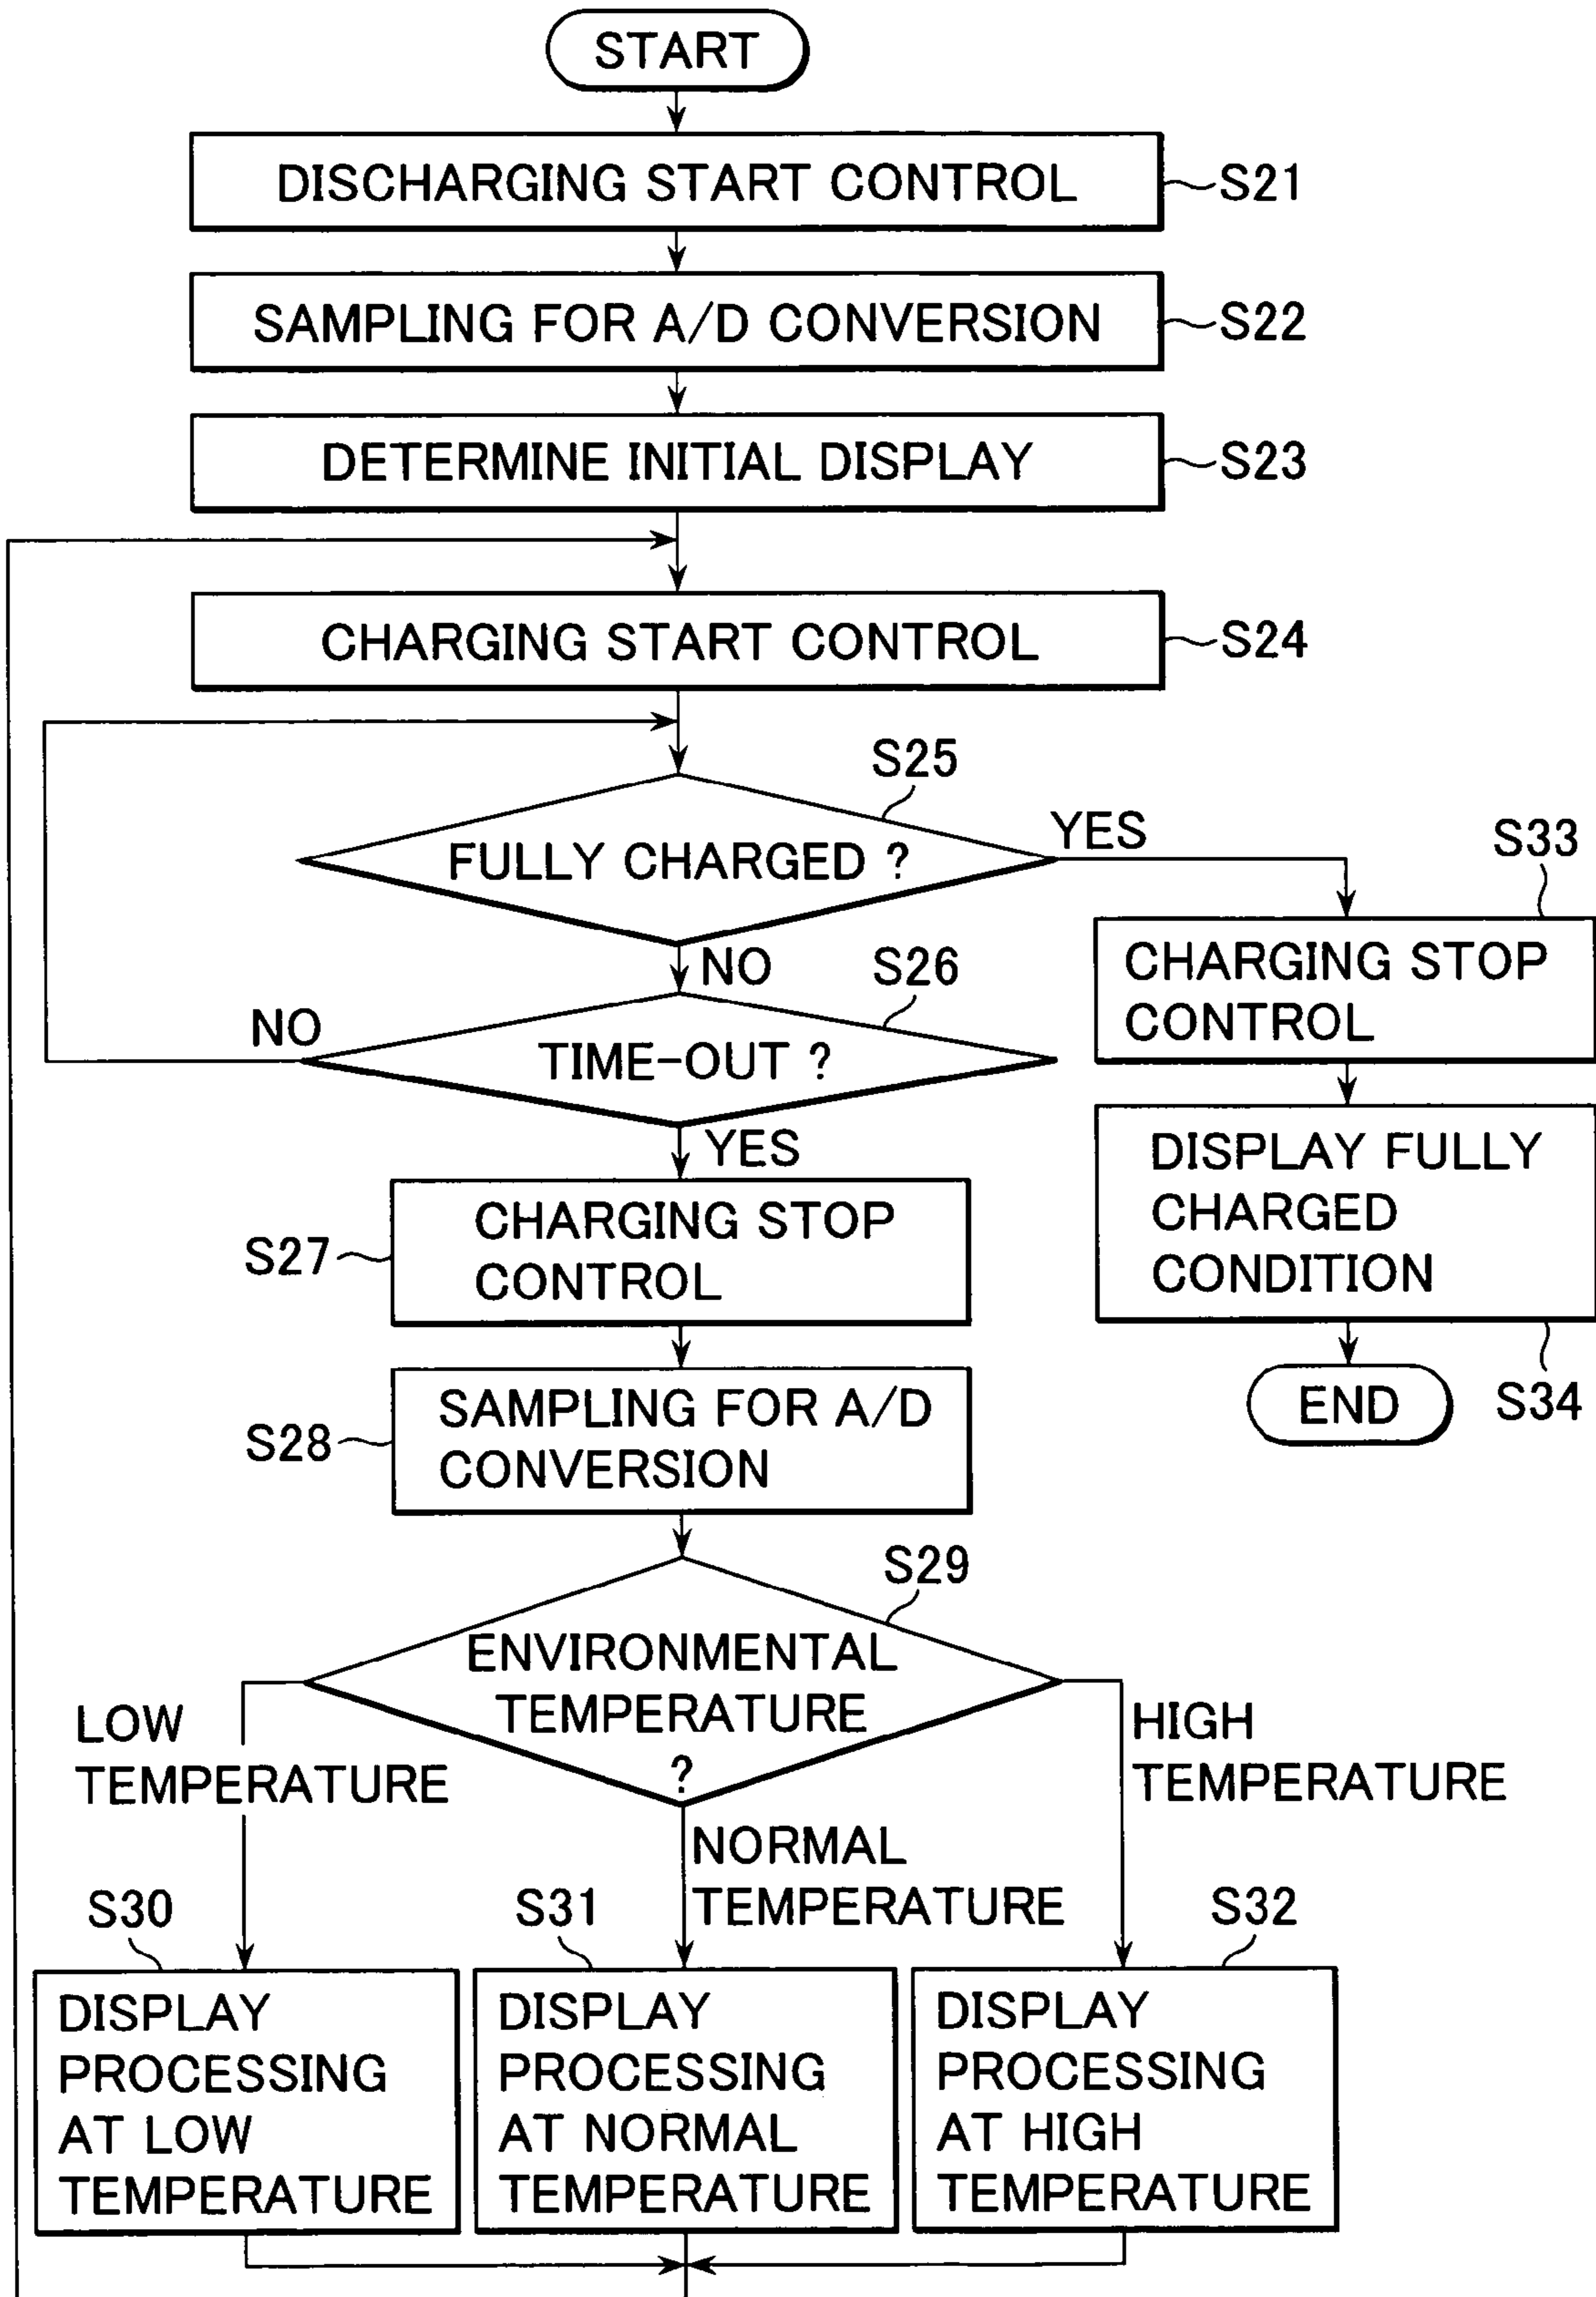 START
DISCHARGING START CONTROL
S21
SAMPLING FOR A/D CONVERSION
S22
DETERMINE INITIAL DISPLAY
S23
CHARGING START CONTROL
S24
S25
FULLY CHARGED ?
YES
NO
S33
CHARGING STOP
CONTROL
S26
TIME-OUT ?
NO
YES
DISPLAY FULLY
CHARGED
CONDITION
S34
END
S27
CHARGING STOP
CONTROL
S28
SAMPLING FOR A/D
CONVERSION
S29
ENVIRONMENTAL
TEMPERATURE
?
LOW
TEMPERATURE
NORMAL
TEMPERATURE
HIGH
TEMPERATURE
S30
DISPLAY
PROCESSING
AT LOW
TEMPERATURE
S31
DISPLAY
PROCESSING
AT NORMAL
TEMPERATURE
S32
DISPLAY
PROCESSING
AT HIGH
TEMPERATURE